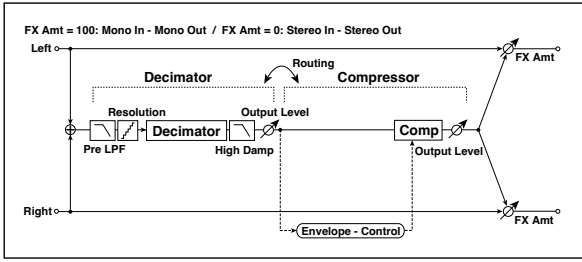 FX Amt = 100: Mono In - Mono Out / FX Amt = 0: Stereo In - Stereo Out
Left
FX Amt
Routing
Decimator
Compressor
Resolution
Output Level
Decimator
Comp
Pre LPF
High Damp
Output Level
Right
FX Amt
Envelope - Control